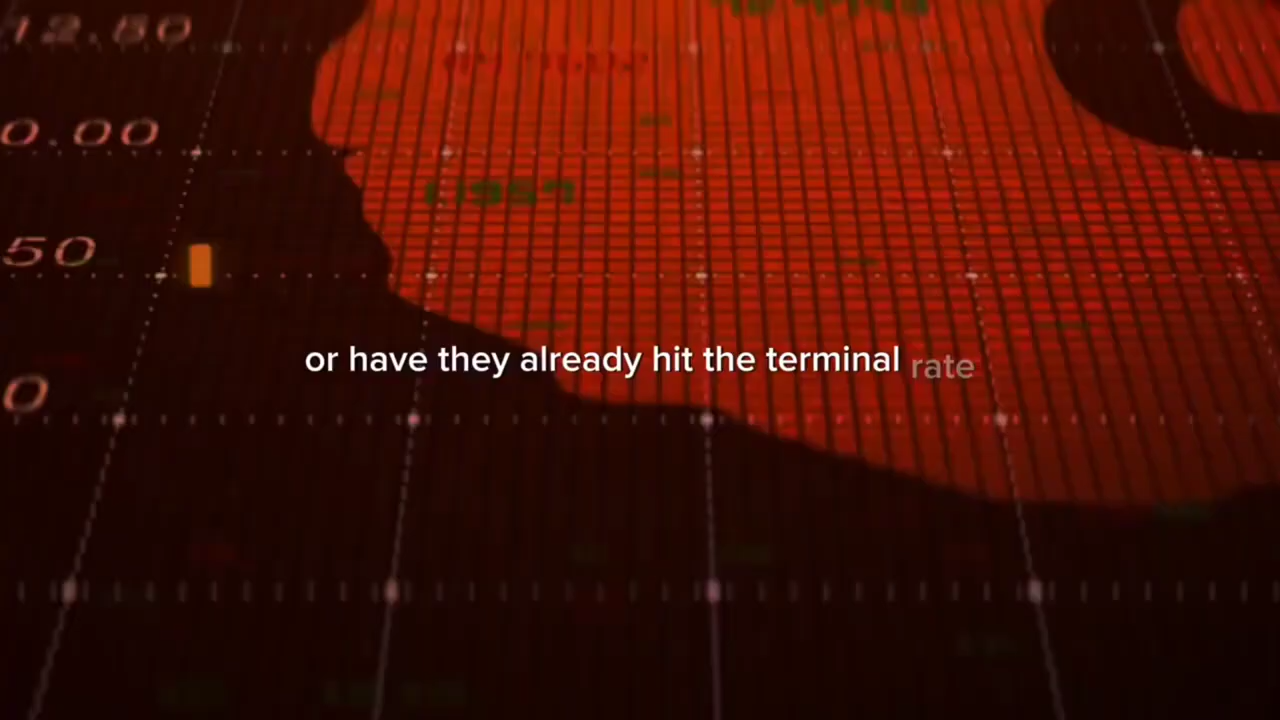 12.50
0.00
50
or have they already hit the terminal rate
0